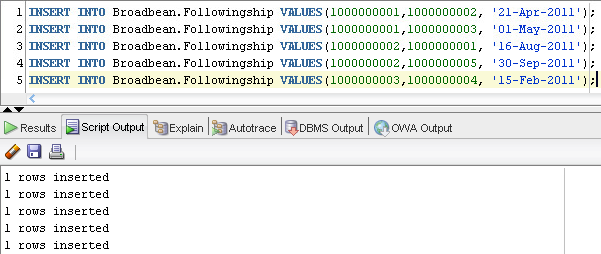 1 INSERT INTO Broadbean.Followingship VALUES(1000000001,1000000002, '21-Apr-2011');
2 INSERT INTO Broadbean.Followingship VALUES(1000000001,1000000003, '01-May-2011');
3 INSERT INTO Broadbean.Followingship VALUES(1000000002,1000000001, '16-Aug-2011');
4 INSERT INTO Broadbean.Followingship VALUES(1000000002,1000000005, '30-Sep-2011');
5 INSERT INTO Broadbean.Followingship VALUES(1000000003,1000000004, '15-Feb-2011');
Results Script Output Explain Autotrace DBMS Output OWA Output
1 rows inserted
1 rows inserted
1 rows inserted
1 rows inserted
1 rows inserted